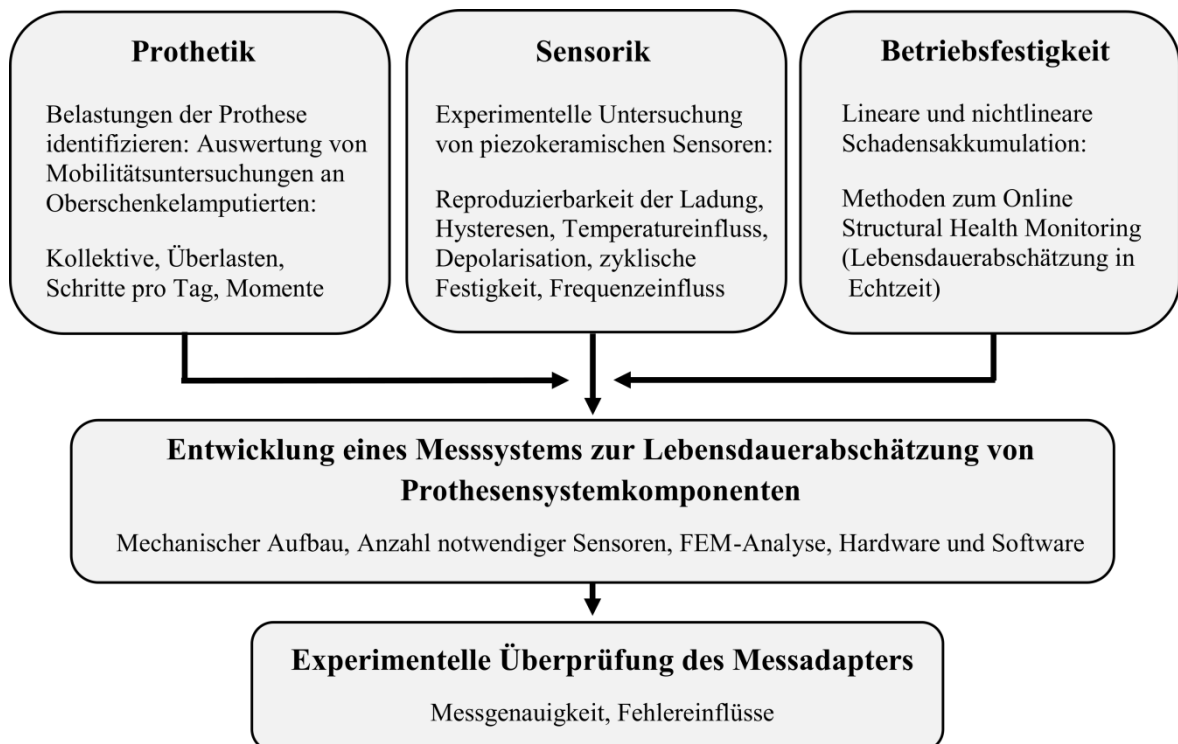 Prothetik
Belastungen der Prothese
identifizieren: Auswertung von
Mobilitätsuntersuchungen an
Oberschenkelamputierten:
Kollektive, Überlasten,
Schritte pro Tag, Momente
Sensorik
Experimentelle Untersuchung
von piezokeramischen Sensoren:
Reproduzierbarkeit der Ladung,
Hysteresen, Temperatureinfluss,
Depolarisation, zyklische
Festigkeit, Frequenzeinfluss
Betriebsfestigkeit
Lineare und nichtlineare
Schadensakkumulation:
Methoden zum Online
Structural Health Monitoring
(Lebensdauerabschätzung in
Echtzeit)
Entwicklung eines Messsystems zur Lebensdauerabschätzung von
Prothesensystemkomponenten
Mechanischer Aufbau, Anzahl notwendiger Sensoren, FEM-Analyse, Hardware und Software
Experimentelle Überprüfung des Messadapters
Messgenauigkeit, Fehlereinflüsse